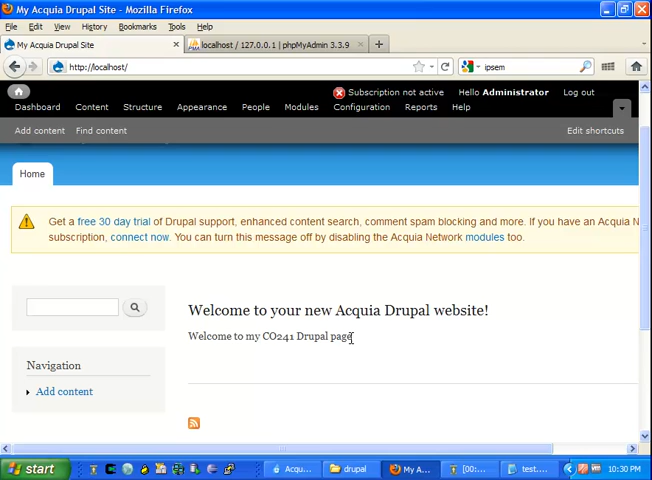 My Acquia Drupal Site - Mozilla Firefox
File Edit View History Bookmarks Tools Help
My Acquia Drupal Site
localhost / 127.0.0.1 | phpMyAdmin 3.3.9
http://localhost/
ipsem
Subscription not active Hello Administrator Log out
Dashboard Content Structure Appearance People Modules Configuration Reports Help
Add content Find content Edit shortcuts
Home
Get a free 30 day trial of Drupal support, enhanced content search, comment spam blocking and more. If you have an Acquia N
subscription, connect now. You can turn this message off by disabling the Acquia Network modules too.
Welcome to your new Acquia Drupal website!
Welcome to my CO241 Drupal page
Navigation
Add content
start Acqu... drupal My A... [00:... test.... 10:30 PM